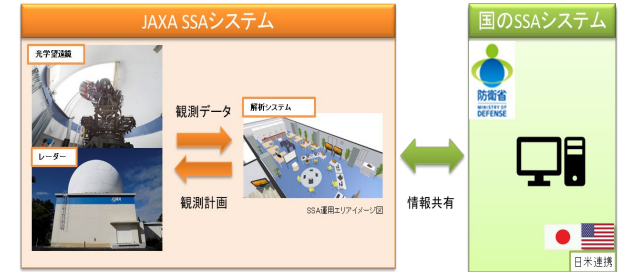 JAXA SSAシステム
国のSSAシステム
光学望遠鏡
観測データ
解析システム
防衛省
MINISTRY OF
DEFENSE
レーダー
JAXA
観測計画
SSA運用エリアイメージ図
情報共有
日米連携